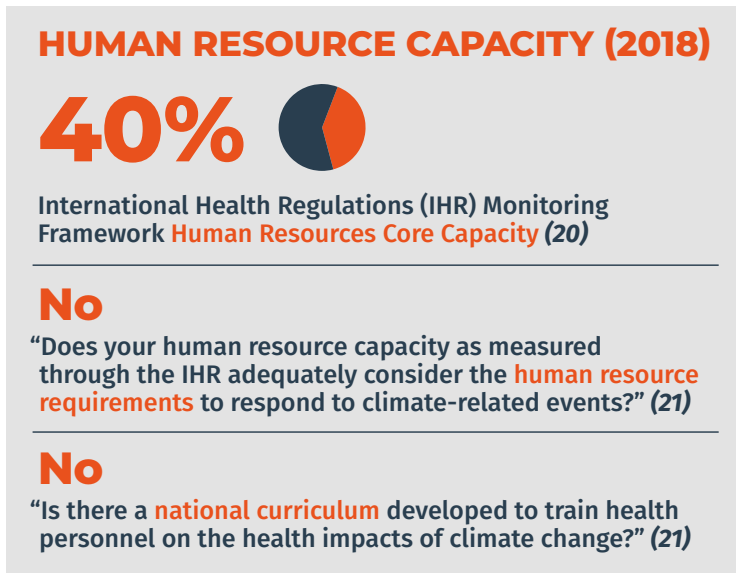 HUMAN RESOURCE CAPACITY (2018)
40%
International Health Regulations (IHR) Monitoring
Framework Human Resources Core Capacity (20)
No
“Does your human resource capacity as measured
through the IHR adequately consider the human resource
requirements to respond to climate-related events?” (21)
No
“Is there a national curriculum developed to train health
personnel on the health impacts of climate change?” (21)